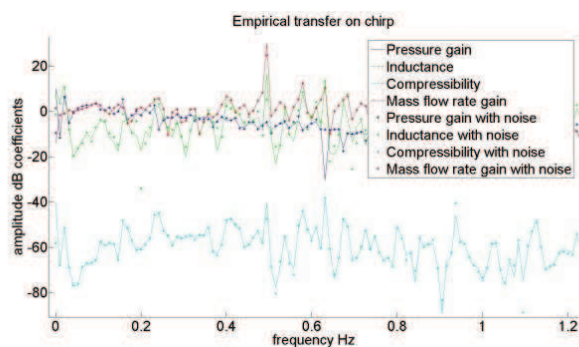 Empirical transfer on chirp
Pressure gain
Inductance
Compressibility
Mass flow rate gain
Pressure gain with noise
Inductance with noise
Compressibility with noise
Mass flow rate gain with noise
amplitude dB coefficients
20
0
-20
-40
-60
-80
0
0.2
0.4
0.6
0.8
1
1.2
frequency Hz